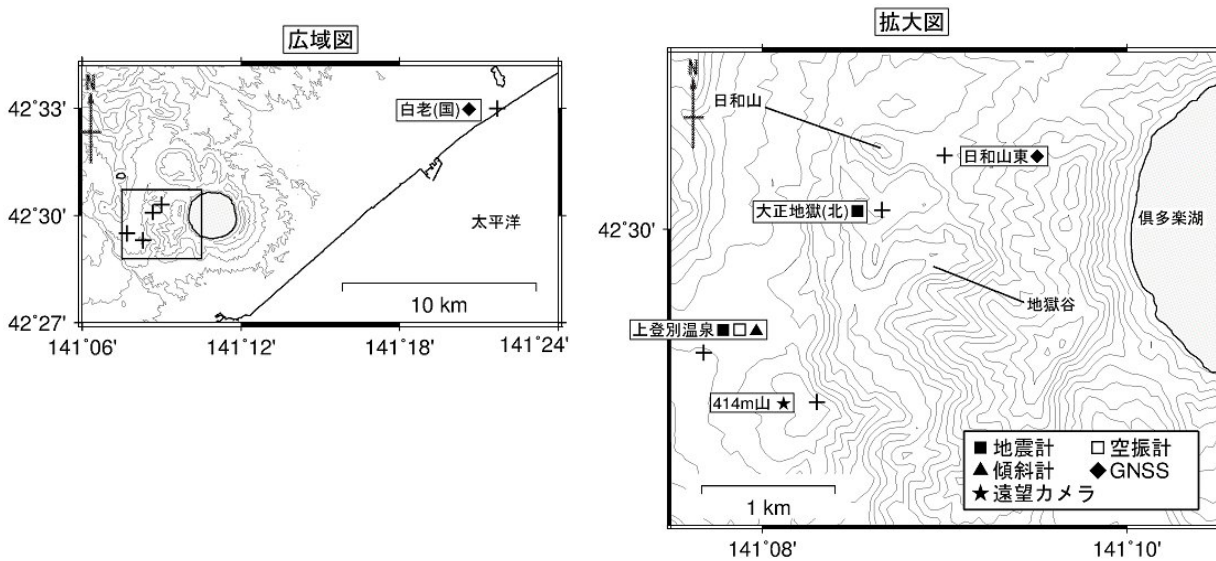 広域図
N
42°33'
42°30'
42°27'
141°06'
141°12'
141°18'
141°24'
白老(国)◆
太平洋
10 km
拡大図
N
日和山
日和山東◆
大正地獄(北)■
42°30'
倶多楽湖
地獄谷
上登別温泉■□▲
414m山★
■地震計 □空振計
▲傾斜計 ◆GNSS
★遠望カメラ
1 km
141°08'
141°10'